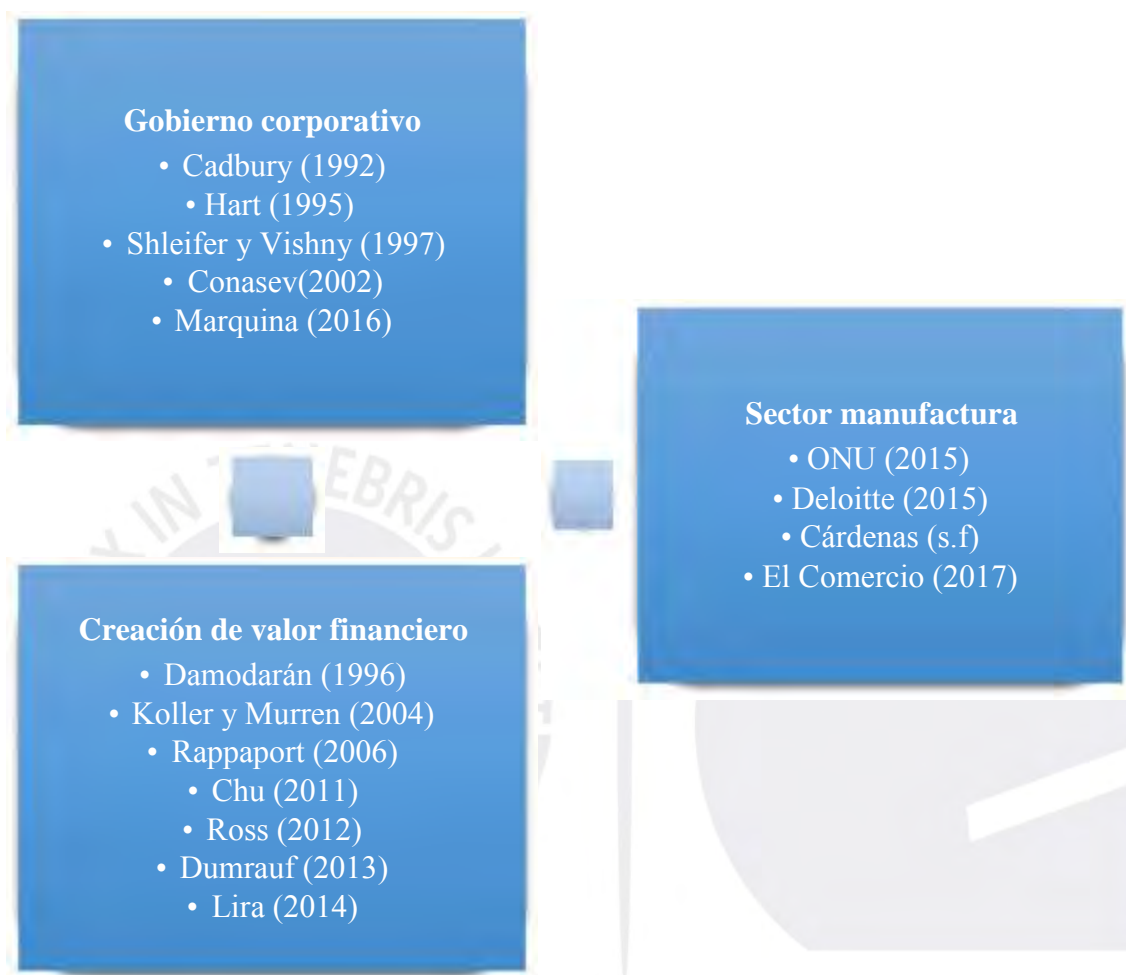 Gobierno corporativo
• Cadbury (1992)
• Hart (1995)
• Shleifer y Vishny (1997)
• Conasev(2002)
• Marquina (2016)
Creación de valor financiero
• Damodarán (1996)
• Koller y Murren (2004)
• Rappaport (2006)
• Chu (2011)
• Ross (2012)
• Dumrauf (2013)
• Lira (2014)
Sector manufactura
• ONU (2015)
• Deloitte (2015)
• Cárdenas (s.f)
• El Comercio (2017)